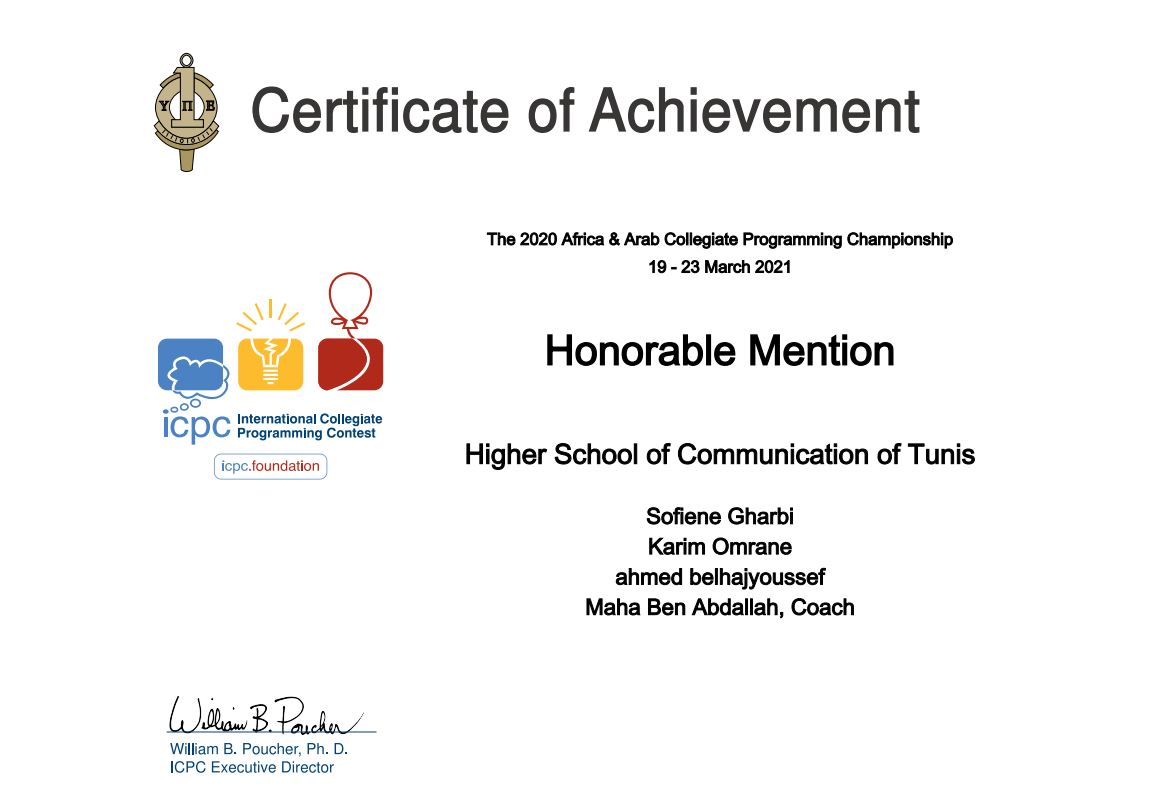 Υ Π Ε
Certificate of Achievement
The 2020 Africa & Arab Collegiate Programming Championship
19 - 23 March 2021
Honorable Mention
icpc International Collegiate
Programming Contest
icpc.foundation
Higher School of Communication of Tunis
Sofiene Gharbi
Karim Omrane
ahmed belhajyoussef
Maha Ben Abdallah, Coach
William B. Poucher
William B. Poucher, Ph. D.
ICPC Executive Director